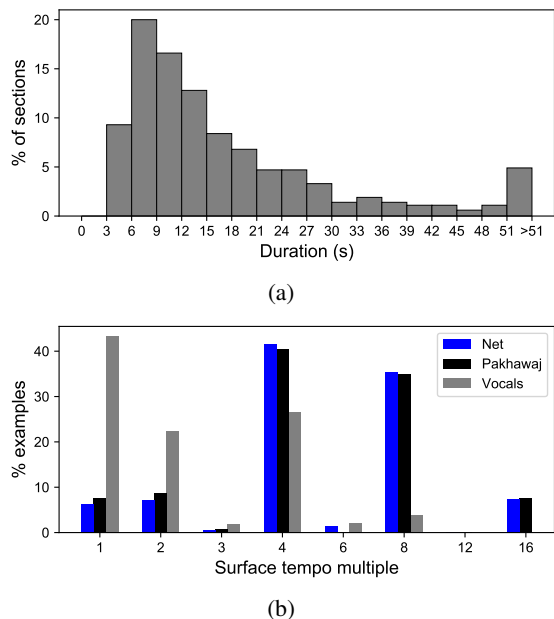 20
15
10
5
0
% of sections
0 3 6 9 12 15 18 21 24 27 30 33 36 39 42 45 48 51 >51
Duration (s)
(a)
40
30
20
10
0
% examples
Net
Pakhawaj
Vocals
1 2 3 4 6 8 12 16
Surface tempo multiple
(b)